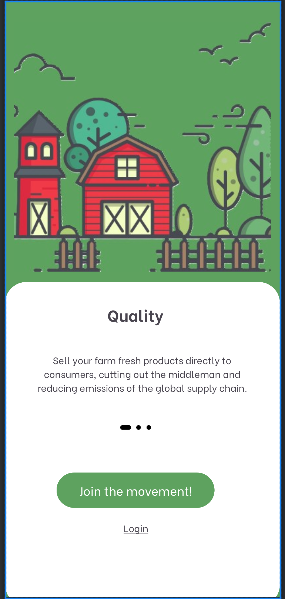 Quality
Sell your farm fresh products directly to
consumers, cutting out the middleman and
reducing emissions of the global supply chain.
Join the movement!
Login